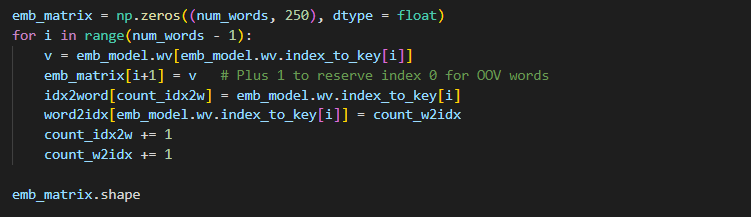 emb_matrix = np.zeros((num_words, 250), dtype = float)
for i in range(num_words - 1):
    v = emb_model.wv[emb_model.wv.index_to_key[i]]
    emb_matrix[i+1] = v   # Plus 1 to reserve index 0 for OOV words
    idx2word[count_idx2w] = emb_model.wv.index_to_key[i]
    word2idx[emb_model.wv.index_to_key[i]] = count_w2idx
    count_idx2w += 1
    count_w2idx += 1
emb_matrix.shape